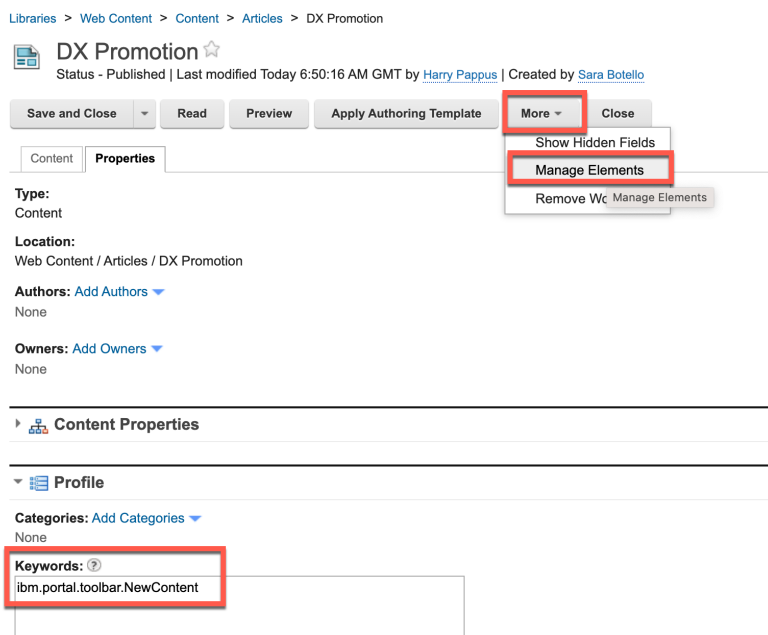 Libraries > Web Content > Content > Articles > DX Promotion
DX Promotion
Status - Published | Last modified Today 6:50:16 AM GMT by Harry Pappus | Created by Sara Botello
Save and Close Read Preview Apply Authoring Template More Close
Show Hidden Fields
Manage Elements
Remove Wo
Manage Elements
Content Properties
Type:
Content
Location:
Web Content / Articles / DX Promotion
Authors: Add Authors
None
Owners: Add Owners
None
Content Properties
Profile
Categories: Add Categories
None
Keywords: ?
ibm.portal.toolbar.NewContent